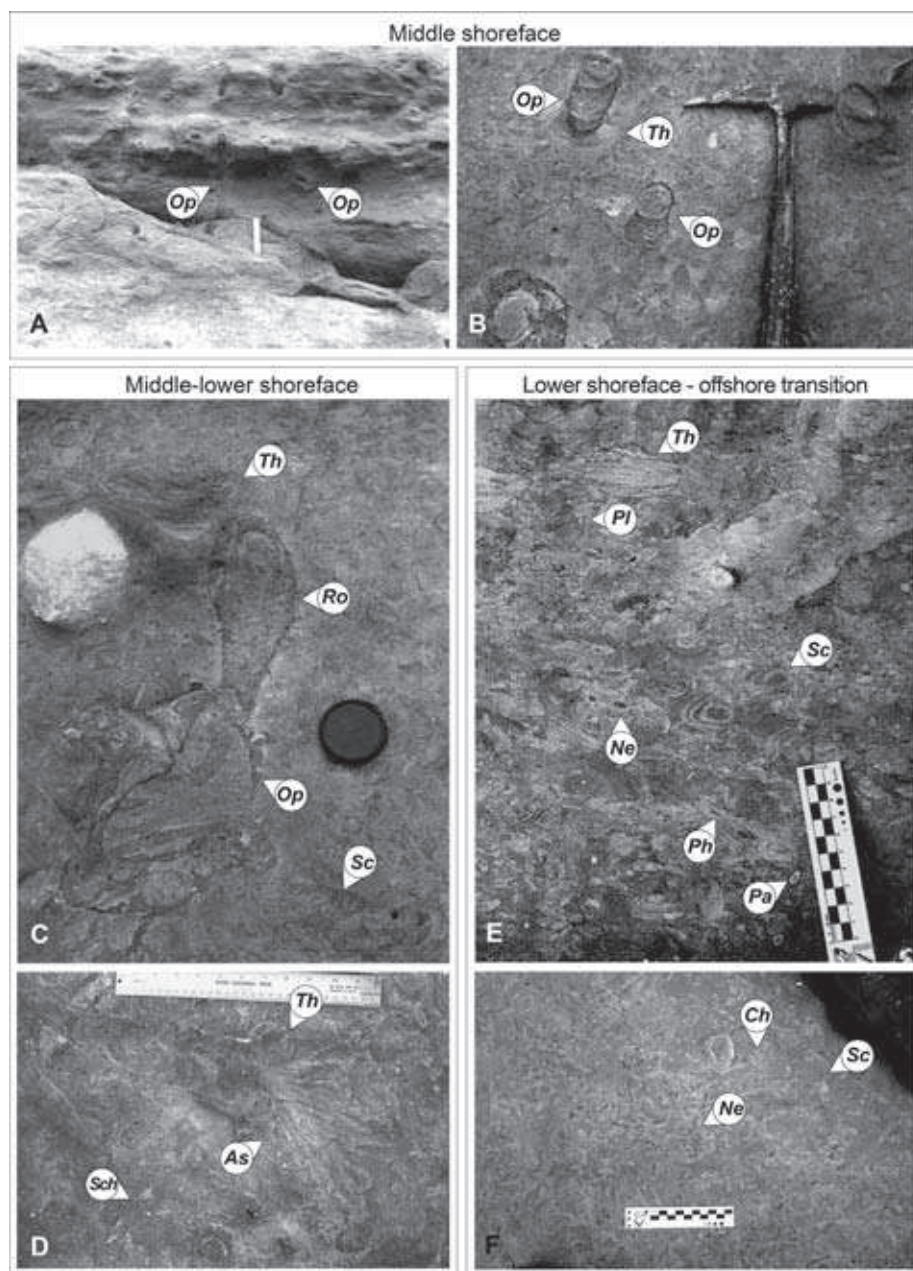 Middle shoreface
Op
Op
A
Op
Th
Op
B
Middle-lower shoreface
Th
Ro
Op
Sc
C
Th
As
Sch
D
Lower shoreface - offshore transition
Th
Pl
Sc
Ne
Ph
Pa
E
Ch
Sc
Ne
F